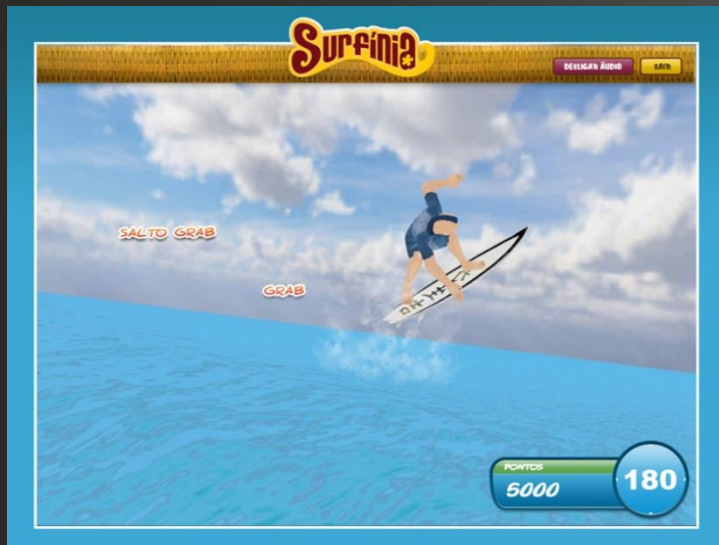 Surfínia
DESLIGAR ÁUDIO
SAIR
SALTO GRAB
GRAB
PONTOS
5000
180